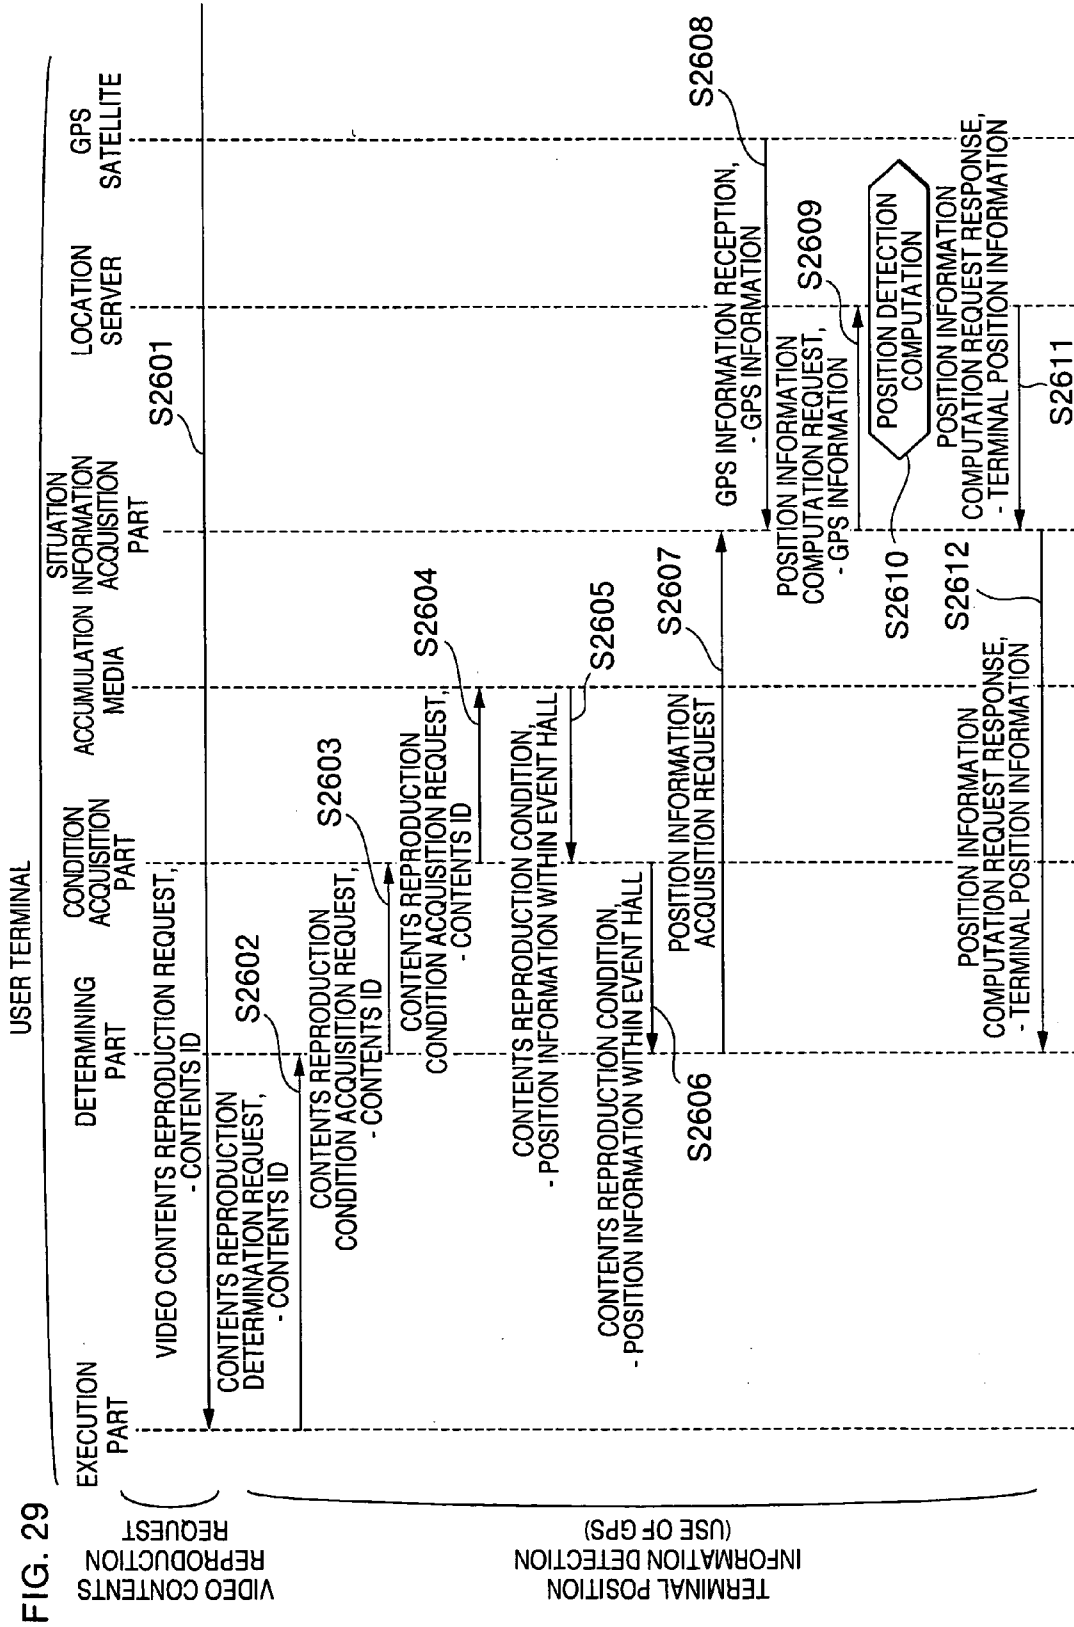 FIG. 29
USER TERMINAL
EXECUTION
PART
DETERMINING
PART
CONDITION
ACQUISITION
PART
ACCUMULATION
MEDIA
SITUATION
INFORMATION
ACQUISITION
PART
LOCATION
SERVER
GPS
SATELLITE
VIDEO CONTENTS
REPRODUCTION
REQUEST
VIDEO CONTENTS REPRODUCTION REQUEST,
- CONTENTS ID
S2601
CONTENTS REPRODUCTION
DETERMINATION REQUEST,
- CONTENTS ID
S2602
TERMINAL POSITION
INFORMATION DETECTION
(USE OF GPS)
CONTENTS REPRODUCTION
CONDITION ACQUISITION REQUEST,
- CONTENTS ID
S2603
CONTENTS REPRODUCTION
CONDITION ACQUISITION REQUEST,
- CONTENTS ID
S2604
CONTENTS REPRODUCTION CONDITION,
- POSITION INFORMATION WITHIN EVENT HALL
S2605
CONTENTS REPRODUCTION CONDITION,
- POSITION INFORMATION WITHIN EVENT HALL
S2606
POSITION INFORMATION
ACQUISITION REQUEST
S2607
GPS INFORMATION RECEPTION,
- GPS INFORMATION
S2608
POSITION INFORMATION
COMPUTATION REQUEST,
- GPS INFORMATION
S2609
POSITION DETECTION
COMPUTATION
S2610
POSITION INFORMATION
COMPUTATION REQUEST RESPONSE,
- TERMINAL POSITION INFORMATION
S2611
POSITION INFORMATION
COMPUTATION REQUEST RESPONSE,
- TERMINAL POSITION INFORMATION
S2612